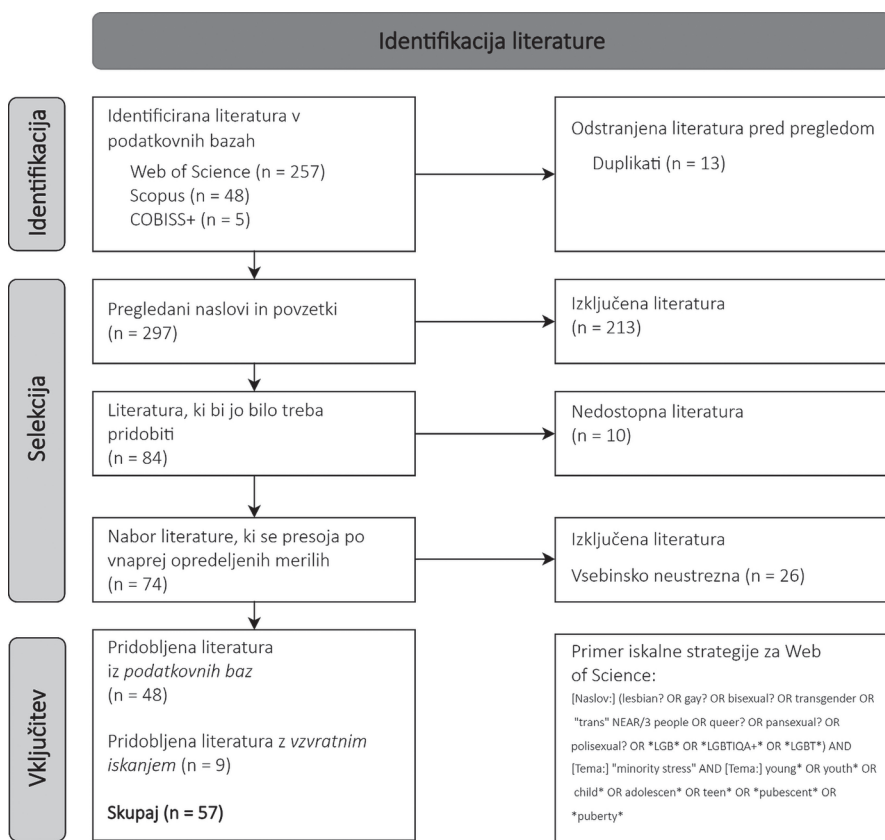 Identifikacija literature
Identifikacija
Identificirana literatura v
podatkovnih bazah
Web of Science (n = 257)
Scopus (n = 48)
COBISS+ (n = 5)
Odstranjena literatura pred pregledom
Duplikati (n = 13)
Selekcija
Pregledani naslovi in povzetki
(n = 297)
Izključena literatura
(n = 213)
Literatura, ki bi jo bilo treba
pridobiti
(n = 84)
Nedostopna literatura
(n = 10)
Nabor literature, ki se presoja po
vnaprej opredeljenih merilih
(n = 74)
Izključena literatura
Vsebinsko neustrezna (n = 26)
Vključitev
Pridobljena literatura
iz podatkovnih baz
(n = 48)
Pridobljena literatura z vzvratnim
iskanjem (n = 9)
Skupaj (n = 57)
Primer iskalne strategije za Web
of Science:
[Naslov:] (lesbian? OR gay? OR bisexual? OR transgender OR
"trans" NEAR/3 people OR queer? OR pansexual? OR
polisexual? OR *LGB* OR *LGBTIQA+* OR *LGBT*) AND
[Tema:] "minority stress" AND [Tema:] young* OR youth* OR
child* OR adolescen* OR teen* OR *pubescent* OR
*puberty*